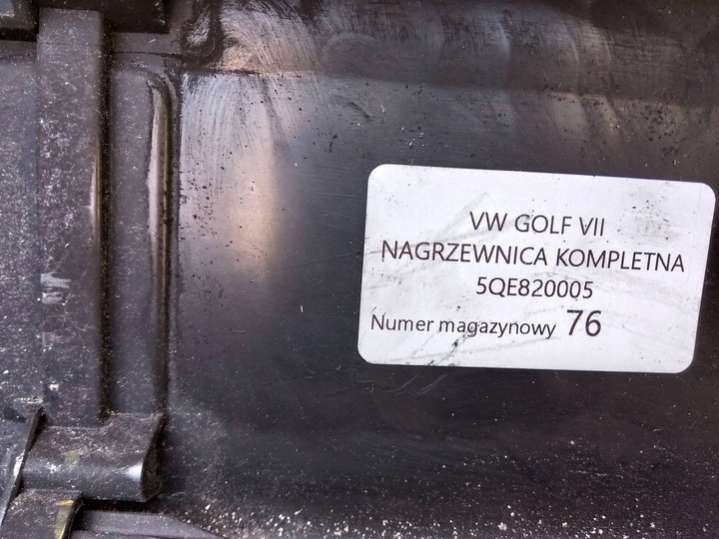 VW GOLF VII
NAGRZEWNICA KOMPLETNA
5QE820005
Numer magazynowy 76